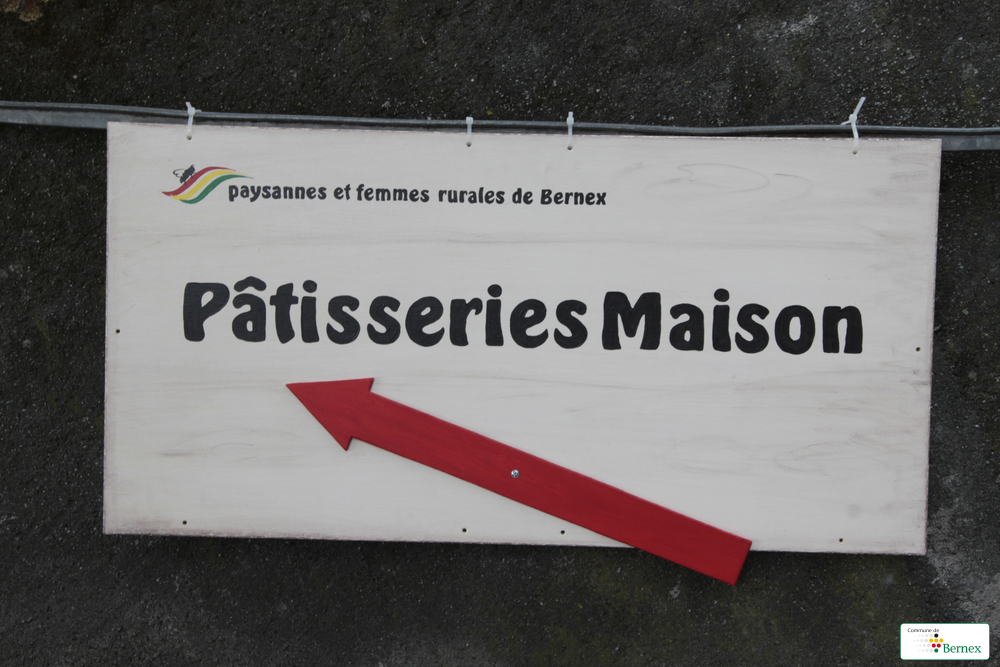 paysannes et femmes rurales de Bernex
Pâtisseries Maison
Commune de
Bernex